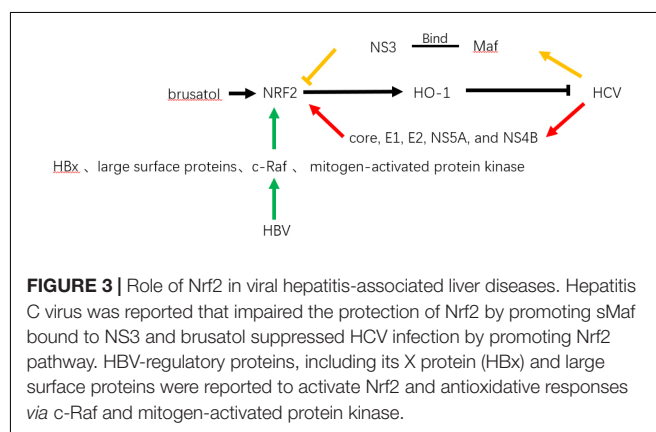 Bind
NS3 Maf
brusatol NRF2 HO-1 HCV
core, E1, E2, NS5A, and NS4B
HBx 、large surface proteins、c-Raf 、 mitogen-activated protein kinase
HBV
FIGURE 3 | Role of Nrf2 in viral hepatitis-associated liver diseases. Hepatitis
C virus was reported that impaired the protection of Nrf2 by promoting sMaf
bound to NS3 and brusatol suppressed HCV infection by promoting Nrf2
pathway. HBV-regulatory proteins, including its X protein (HBx) and large
surface proteins were reported to activate Nrf2 and antioxidative responses
via c-Raf and mitogen-activated protein kinase.